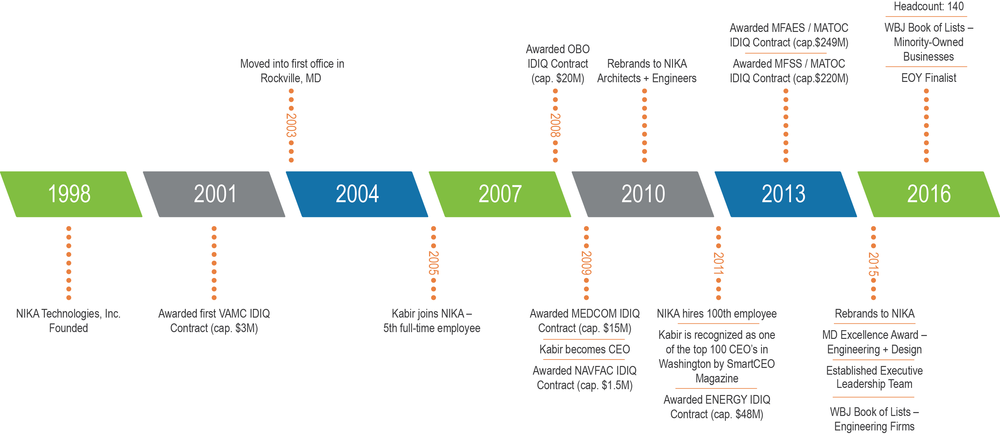 Headcount: 140
WBJ Book of Lists –
Minority-Owned
Businesses
EOY Finalist
Awarded MFAES / MATOC
IDIQ Contract (cap.$249M)
Awarded MFSS / MATOC
IDIQ Contract (cap.$220M)
Awarded OBO
IDIQ Contract
(cap. $20M)
Rebrands to NIKA
Architects + Engineers
Moved into first office in
Rockville, MD
2003
2008
1998
2001
2004
2007
2010
2013
2016
2005
2009
2011
2015
NIKA Technologies, Inc.
Founded
Awarded first VAMC IDIQ
Contract (cap. $3M)
Kabir joins NIKA –
5th full-time employee
Awarded MEDCOM IDIQ
Contract (cap. $15M)
Kabir becomes CEO
Awarded NAVFAC IDIQ
Contract (cap. $1.5M)
NIKA hires 100th employee
Kabir is recognized as one
of the top 100 CEO’s in
Washington by SmartCEO
Magazine
Awarded ENERGY IDIQ
Contract (cap. $48M)
Rebrands to NIKA
MD Excellence Award –
Engineering + Design
Established Executive
Leadership Team
WBJ Book of Lists –
Engineering Firms